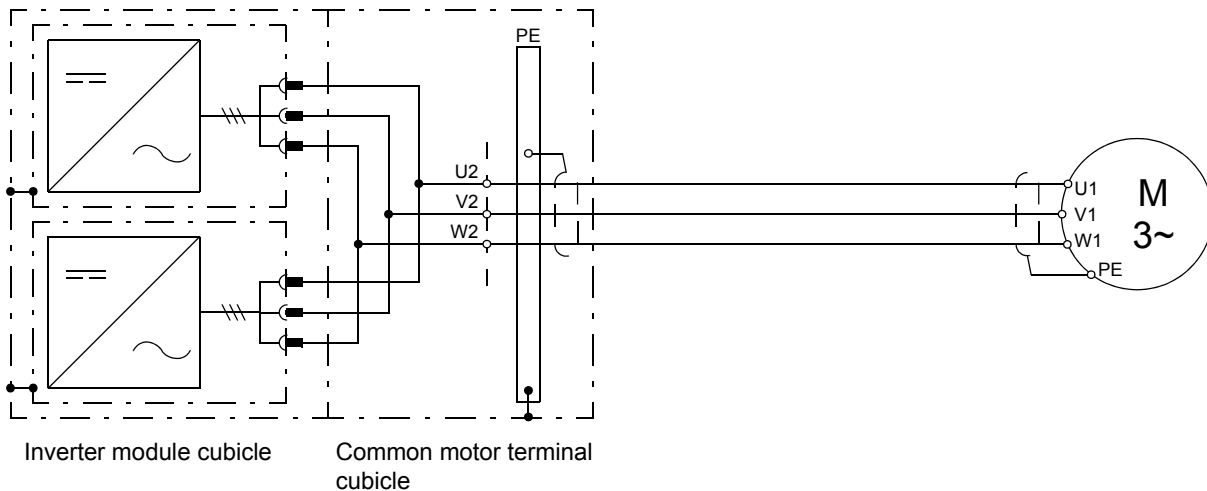 PE
U2
V2
W2
U1
V1
W1
PE
M
3~
Inverter module cubicle
Common motor terminal
cubicle